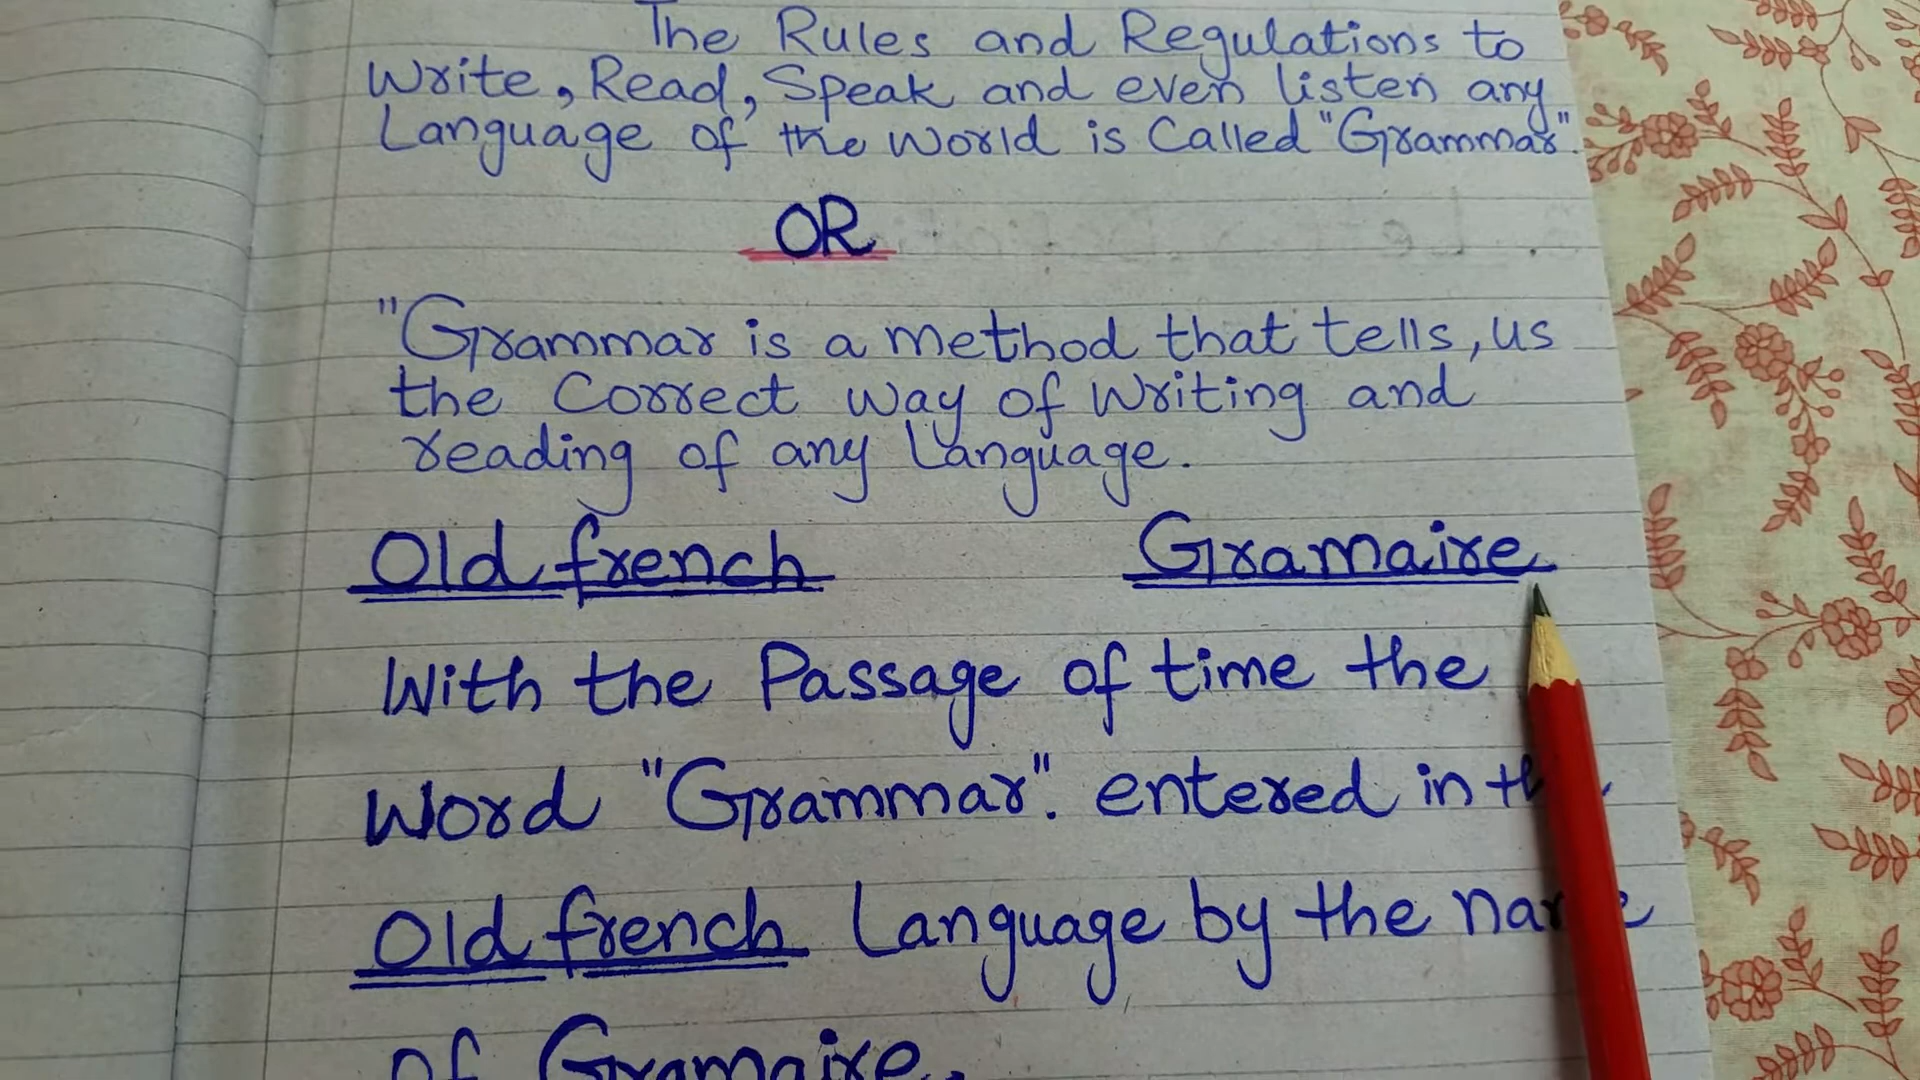 The Rules and Regulations to
Write, Read, Speak and even listen any
Language of the World is Called "Grammar".
OR
"Grammar is a method that tells, us
the Correct way of Writing and
reading of any Language.
Old french Gramaire
With the Passage of time the
Word "Grammar". entered in
Old french Language by the
of Gramaire.